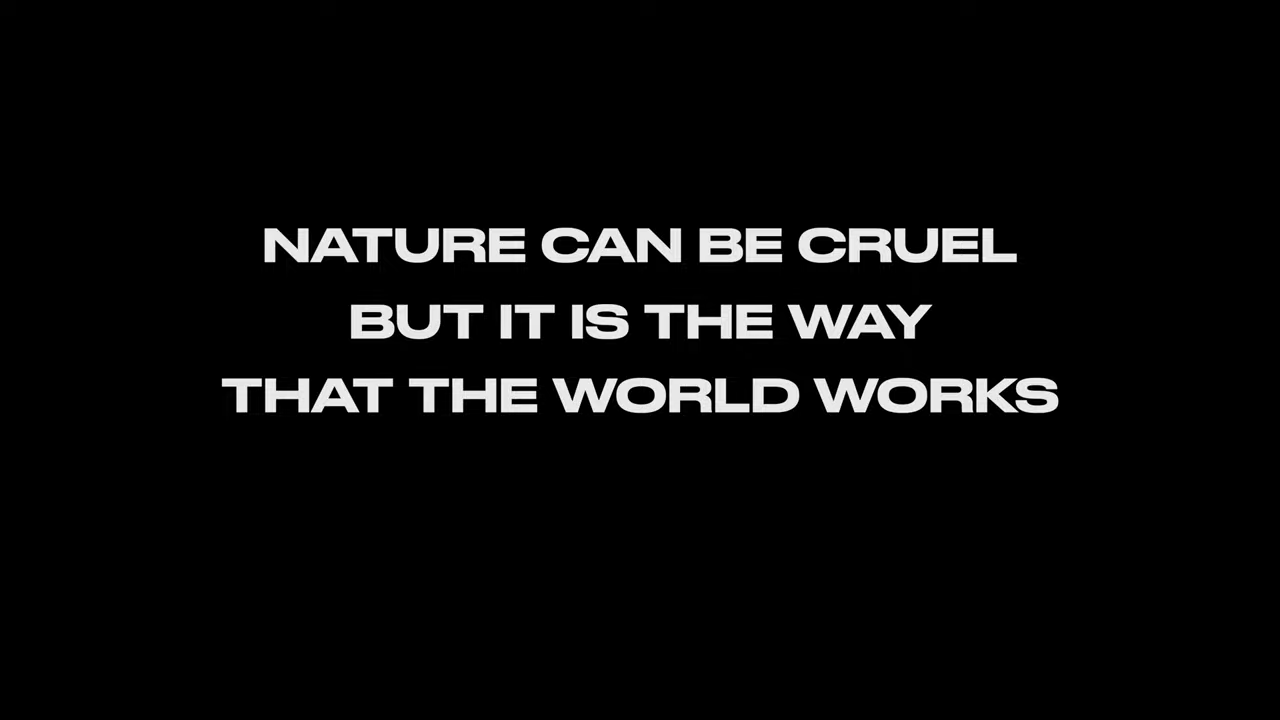 NATURE CAN BE CRUEL
BUT IT IS THE WAY
THAT THE WORLD WORKS